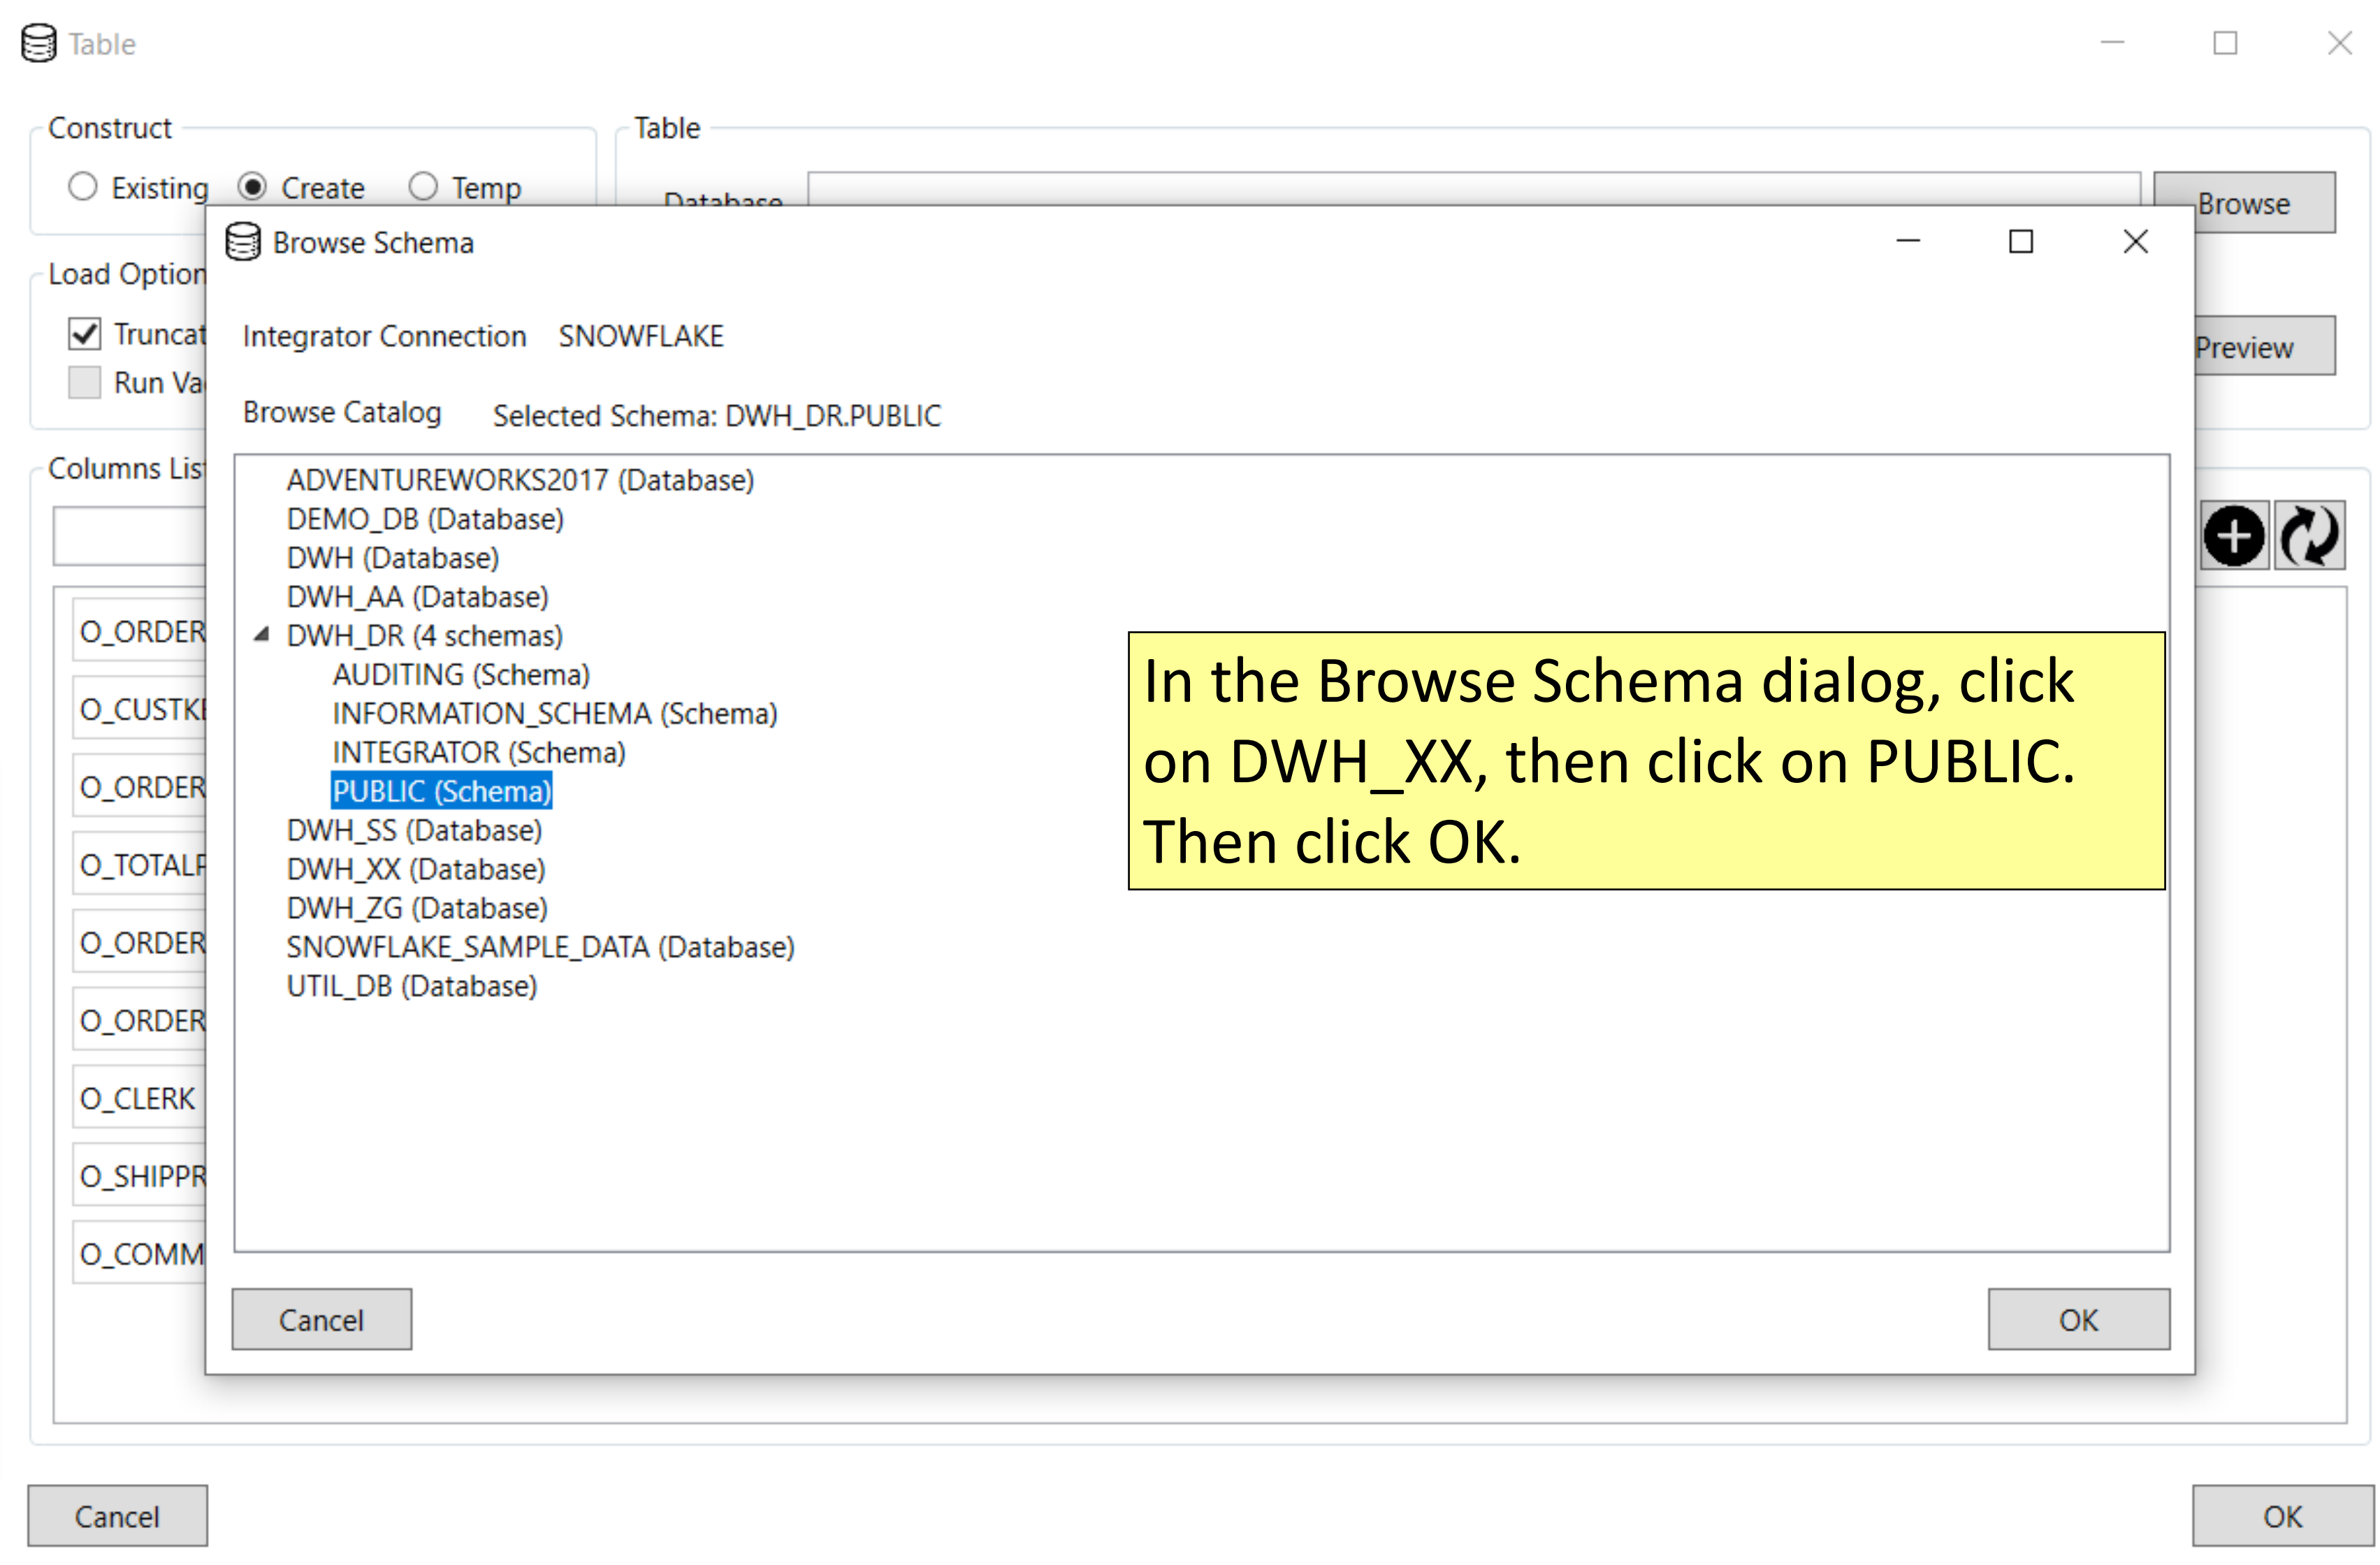 Table
Construct
Table
Existing Create Temp
Database
Browse
Browse Schema
Load Option
Truncat
Run Va
Integrator Connection SNOWFLAKE
Preview
Browse Catalog Selected Schema: DWH_DR.PUBLIC
Columns List
ADVENTUREWORKS2017 (Database)
DEMO_DB (Database)
DWH (Database)
DWH_AA (Database)
DWH_DR (4 schemas)
AUDITING (Schema)
INFORMATION_SCHEMA (Schema)
INTEGRATOR (Schema)
PUBLIC (Schema)
DWH_SS (Database)
DWH_XX (Database)
DWH_ZG (Database)
SNOWFLAKE_SAMPLE_DATA (Database)
UTIL_DB (Database)
In the Browse Schema dialog, click
on DWH_XX, then click on PUBLIC.
Then click OK.
O_ORDER
O_CUSTKE
O_ORDER
O_TOTALP
O_ORDER
O_ORDER
O_CLERK
O_SHIPPR
O_COMM
Cancel OK
Cancel OK